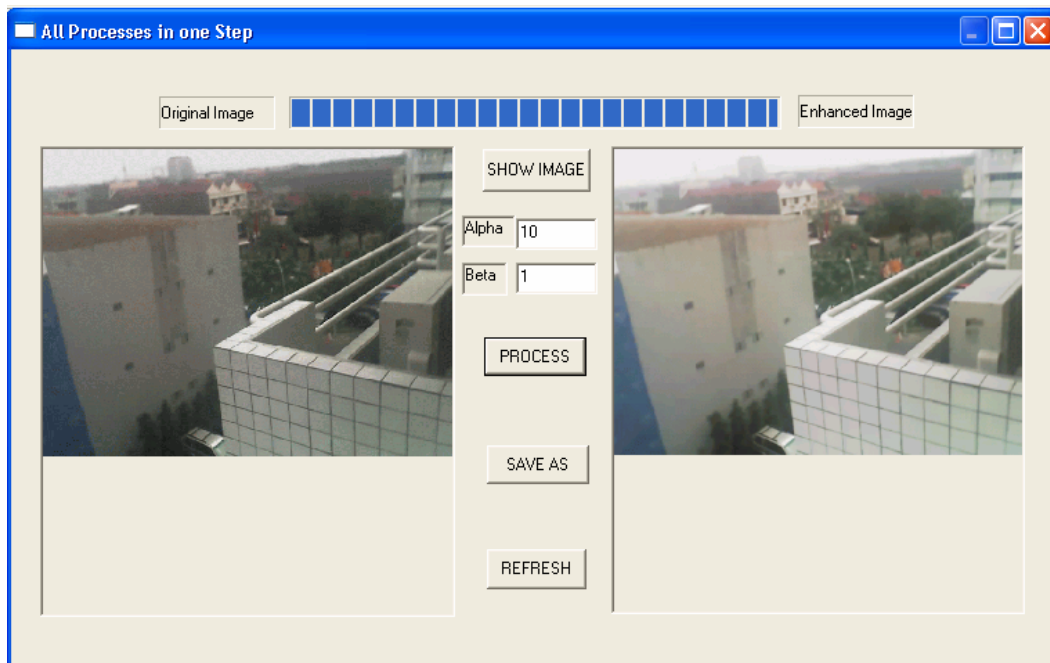 All Processes in one Step
Original Image
Enhanced Image
SHOW IMAGE
Alpha 10
Beta 1
PROCESS
SAVE AS
REFRESH